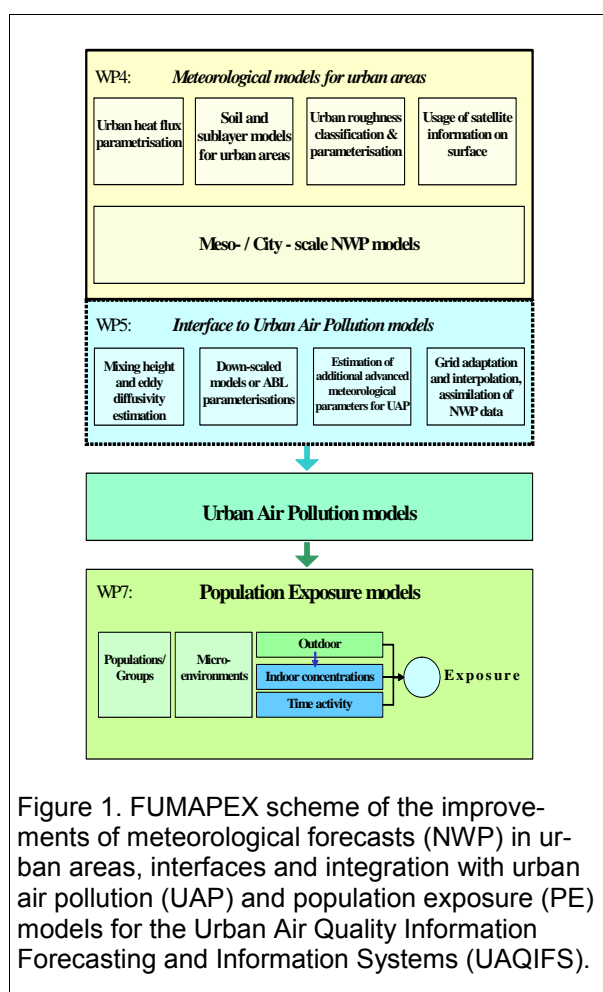 WP4: Meteorological models for urban areas
Urban heat flux
parametrisation
Soil and
sublayer models
for urban areas
Urban roughness
classification &
parameterisation
Usage of satellite
information on
surface
Meso- / City - scale NWP models
WP5: Interface to Urban Air Pollution models
Mixing height
and eddy
diffusivity
estimation
Down-scaled
models or ABL
parameterisations
Estimation of
additional advanced
meteorological
parameters for UAP
Grid adaptation
and interpolation,
assimilation of
NWP data
Urban Air Pollution models
WP7: Population Exposure models
Populations/
Groups
Micro-
environments
Outdoor
Indoor concentrations
Time activity
Exposure
Figure 1. FUMAPEX scheme of the improve-
ments of meteorological forecasts (NWP) in ur-
ban areas, interfaces and integration with urban
air pollution (UAP) and population exposure (PE)
models for the Urban Air Quality Information
Forecasting and Information Systems (UAQIFS).